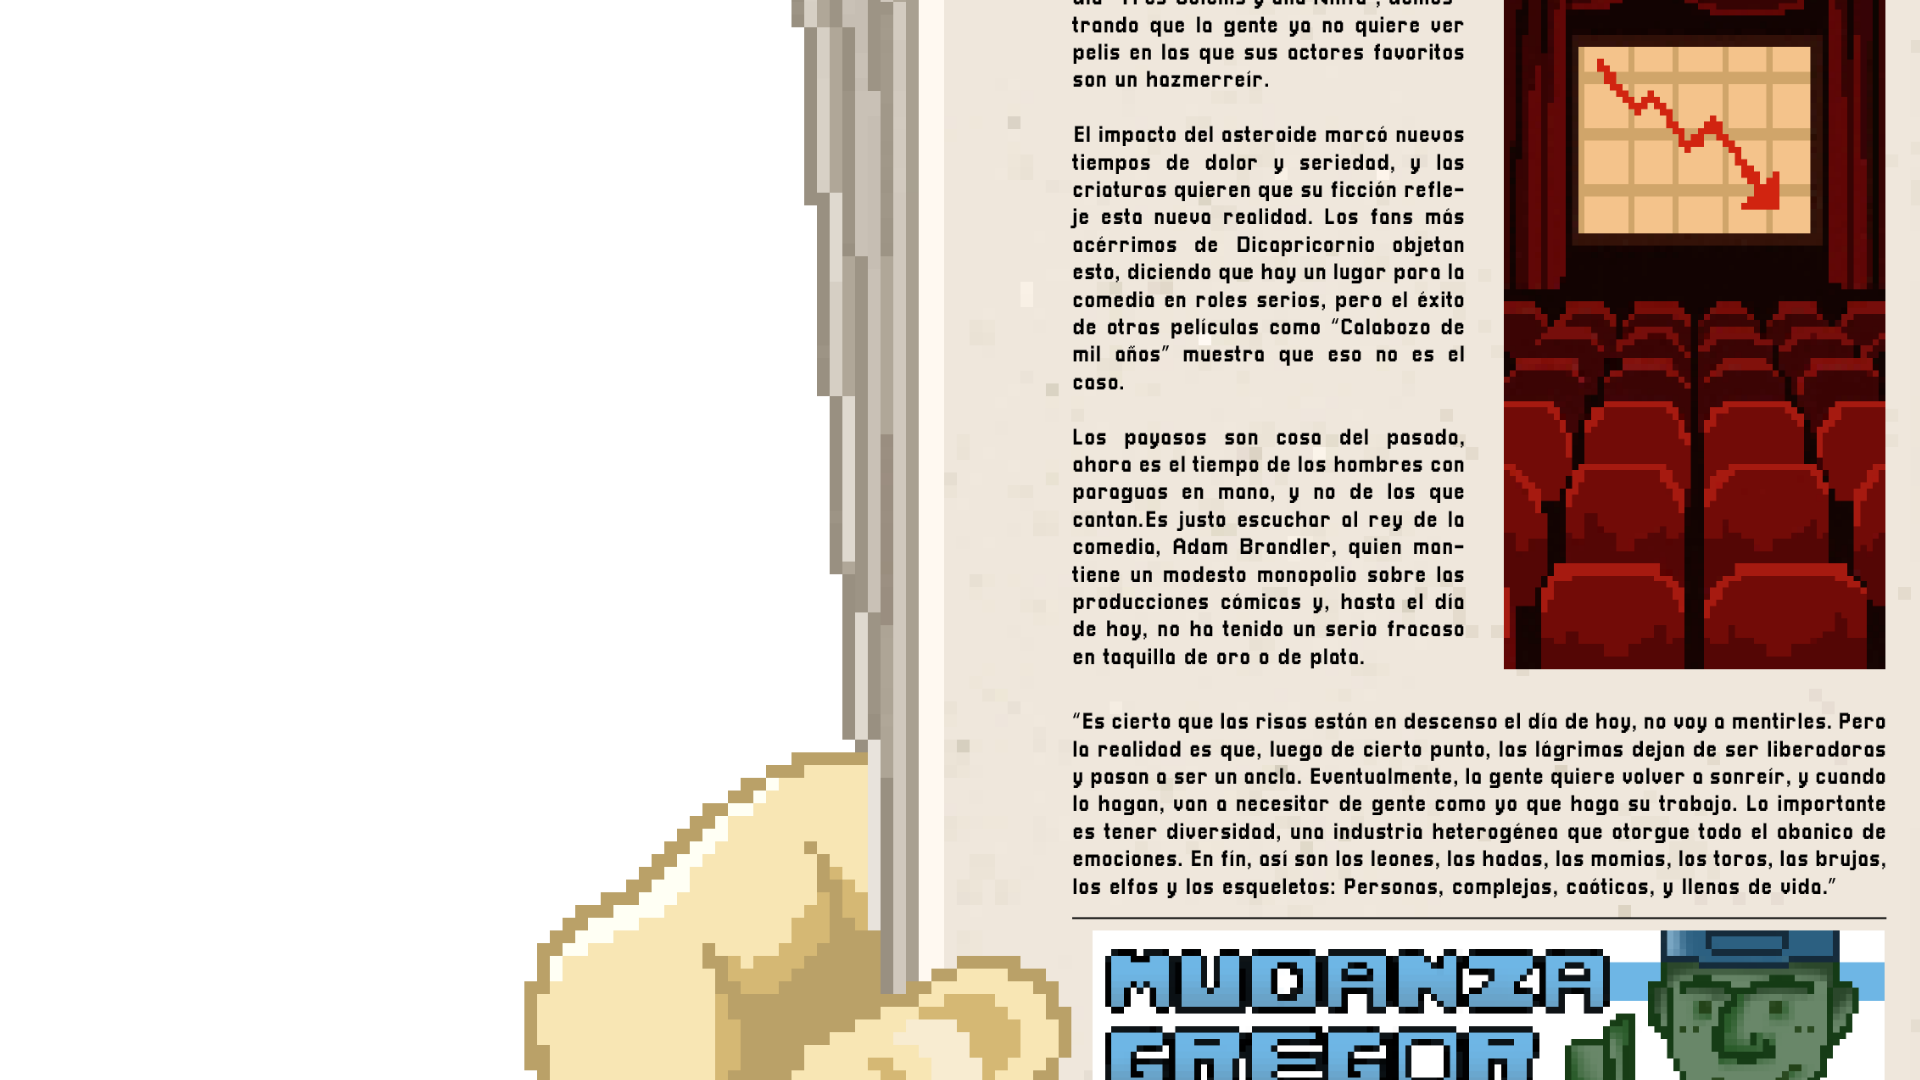 trando que la gente ya no quiere ver
pelis en las que sus actores favoritos
son un hazmerreír.
El impacto del asteroide marcó nuevos
tiempos de dolor y seriedad, y las
criaturas quieren que su ficción refle-
je esta nueva realidad. Los fans más
acérrimos de Dicapricornio objetan
esto, diciendo que hay un lugar para la
comedia en roles serios, pero el éxito
de otras películas como “Calabozo de
mil años” muestra que eso no es el
caso.
Los payasos son cosa del pasado,
ahora es el tiempo de los hombres con
paraguas en mano, y no de los que
cantan.Es justo escuchar al rey de la
comedia, Adam Brandler, quien man-
tiene un modesto monopolio sobre las
producciones cómicas y, hasta el día
de hoy, no ha tenido un serio fracaso
en taquilla de oro o de plata.
“Es cierto que las risas están en descenso el día de hoy, no voy a mentirles. Pero
la realidad es que, luego de cierto punto, las lágrimas dejan de ser liberadoras
y pasan a ser un ancla. Eventualmente, la gente quiere volver a sonreír, y cuando
lo hagan, van a necesitar de gente como yo que haga su trabajo. Lo importante
es tener diversidad, una industria heterogénea que otorgue todo el abanico de
emociones. En fín, así son los leones, las hadas, las momias, los toros, las brujas,
los elfos y los esqueletos: Personas, complejas, caóticas, y llenas de vida.”
MUDANZA
GREGOR